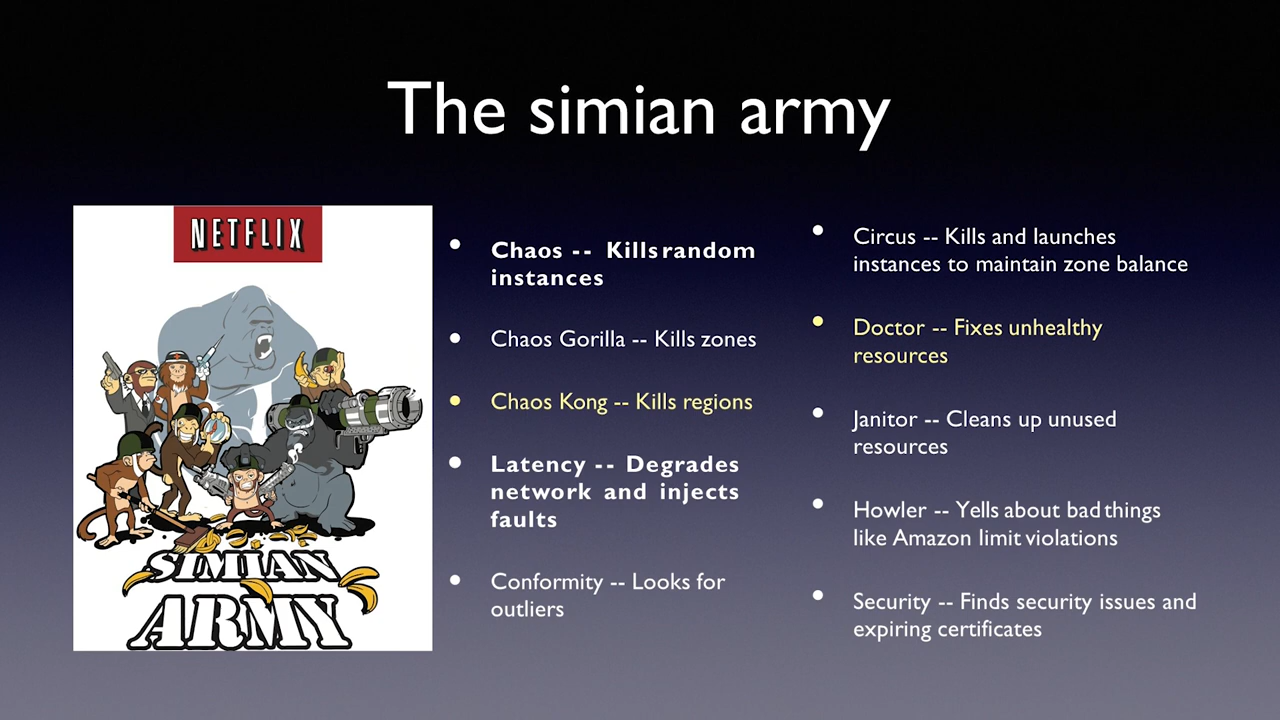 The simian army
NETFLIX
SIMIAN
ARMY
• Chaos -- Kills random
instances
• Chaos Gorilla -- Kills zones
• Chaos Kong -- Kills regions
• Latency -- Degrades
network and injects
faults
• Conformity -- Looks for
outliers
• Circus -- Kills and launches
instances to maintain zone balance
• Doctor -- Fixes unhealthy
resources
• Janitor -- Cleans up unused
resources
• Howler -- Yells about bad things
like Amazon limit violations
• Security -- Finds security issues and
expiring certificates